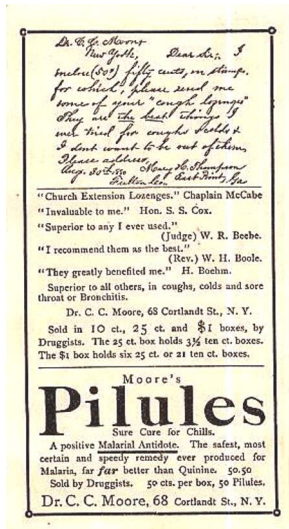 Dr. C. C. Moore
New York,
Dear Sir:, I
inclose (50¢) fifty cents, in stamps,
for which, please send me
some of your "cough lozenges"
They are the best things I
ever tried for coughs & colds &
I dont want to be out of them,
Please address,
Mary H. Thompson
Aug. 30th
Fulton Co. East Point, Ga
"Church Extension Lozenges." Chaplain McCabe
"Invaluable to me." Hon. S. S. Cox.
"Superior to any I ever used."
(Judge) W. R. Beebe.
"I recommend them as the best."
(Rev.) W. H. Boole.
"They greatly benefited me." H. Boehm.
Superior to all others, in coughs, colds and sore
throat or Bronchitis.
Dr. C. C. Moore, 68 Cortlandt St., N. Y.
Sold in 10 ct., 25 ct. and $1 boxes, by
Druggists. The 25 ct. box holds 3½ ten ct. boxes.
The $1 box holds six 25 ct. or 21 ten ct. boxes.
Moore's
Pilules
Sure Cure for Chills.
A positive Malarial Antidote. The safest, most
certain and speedy remedy ever produced for
Malaria, far far better than Quinine. 50.50
Sold by Druggists. 50 cts. per box, 50 Pilules.
Dr. C. C. Moore, 68 Cortlandt St., N. Y.